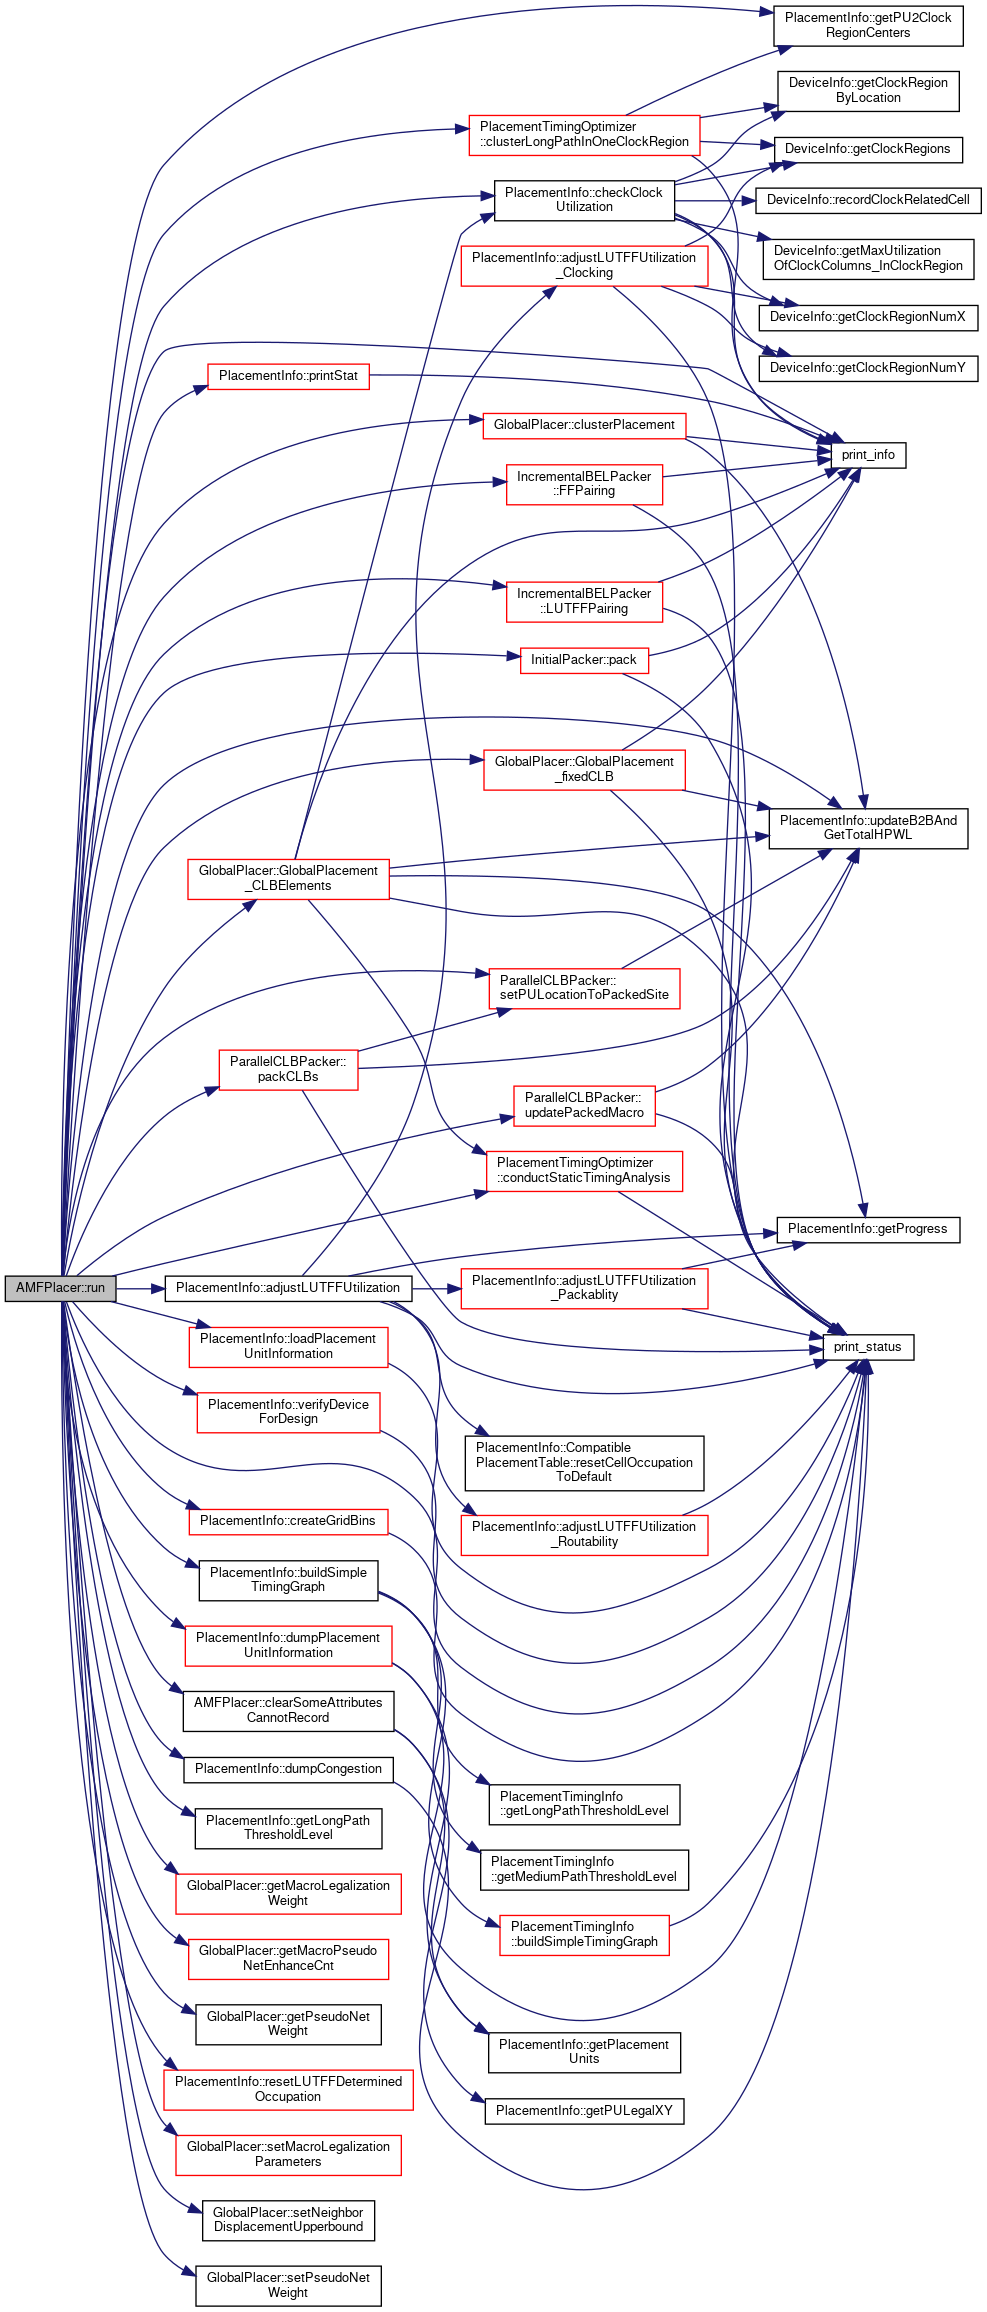 PlacementInfo::getPU2Clock
RegionCenters
DeviceInfo::getClockRegion
ByLocation
PlacementTimingOptimizer
::clusterLongPathInOneClockRegion
DeviceInfo::getClockRegions
PlacementInfo::checkClock
Utilization
DeviceInfo::recordClockRelatedCell
PlacementInfo::adjustLUTFFUtilization
_Clocking
DeviceInfo::getMaxUtilization
OfClockColumns_InClockRegion
DeviceInfo::getClockRegionNumX
DeviceInfo::getClockRegionNumY
PlacementInfo::printStat
GlobalPlacer::clusterPlacement
print_info
IncrementalBELPacker
::FFPairing
IncrementalBELPacker
::LUTFFPairing
InitialPacker::pack
GlobalPlacer::GlobalPlacement
_fixedCLB
PlacementInfo::updateB2BAnd
GetTotalHPWL
GlobalPlacer::GlobalPlacement
_CLBElements
ParallelCLBPacker::
setPULocationToPackedSite
ParallelCLBPacker::
packCLBs
ParallelCLBPacker::
updatePackedMacro
PlacementTimingOptimizer
::conductStaticTimingAnalysis
PlacementInfo::getProgress
AMFPlacer::run
PlacementInfo::adjustLUTFFUtilization
PlacementInfo::adjustLUTFFUtilization
_Packablity
PlacementInfo::loadPlacement
UnitInformation
print_status
PlacementInfo::verifyDevice
ForDesign
PlacementInfo::Compatible
PlacementTable::resetCellOccupation
ToDefault
PlacementInfo::createGridBins
PlacementInfo::adjustLUTFFUtilization
_Routability
PlacementInfo::buildSimple
TimingGraph
PlacementInfo::dumpPlacement
UnitInformation
AMFPlacer::clearSomeAttributes
CannotRecord
PlacementInfo::dumpCongestion
PlacementTimingInfo
::getLongPathThresholdLevel
PlacementInfo::getLongPath
ThresholdLevel
PlacementTimingInfo
::getMediumPathThresholdLevel
GlobalPlacer::getMacroLegalization
Weight
PlacementTimingInfo
::buildSimpleTimingGraph
GlobalPlacer::getMacroPseudo
NetEnhanceCnt
GlobalPlacer::getPseudoNet
Weight
PlacementInfo::getPlacement
Units
PlacementInfo::resetLUTFFDetermined
Occupation
PlacementInfo::getPULegalXY
GlobalPlacer::setMacroLegalization
Parameters
GlobalPlacer::setNeighbor
DisplacementUpperbound
GlobalPlacer::setPseudoNet
Weight